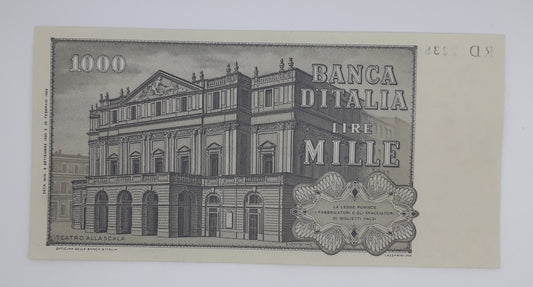 1000
BANCA
D'ITALIA
LIRE
MILLE
LA LEGGE PUNISCE
I FABBRICATORI E GLI SPACCIATORI
DI BIGLIETTI FALSI
TEATRO ALLA SCALA
OFFICINA DELLA BANCA D'ITALIA
1000